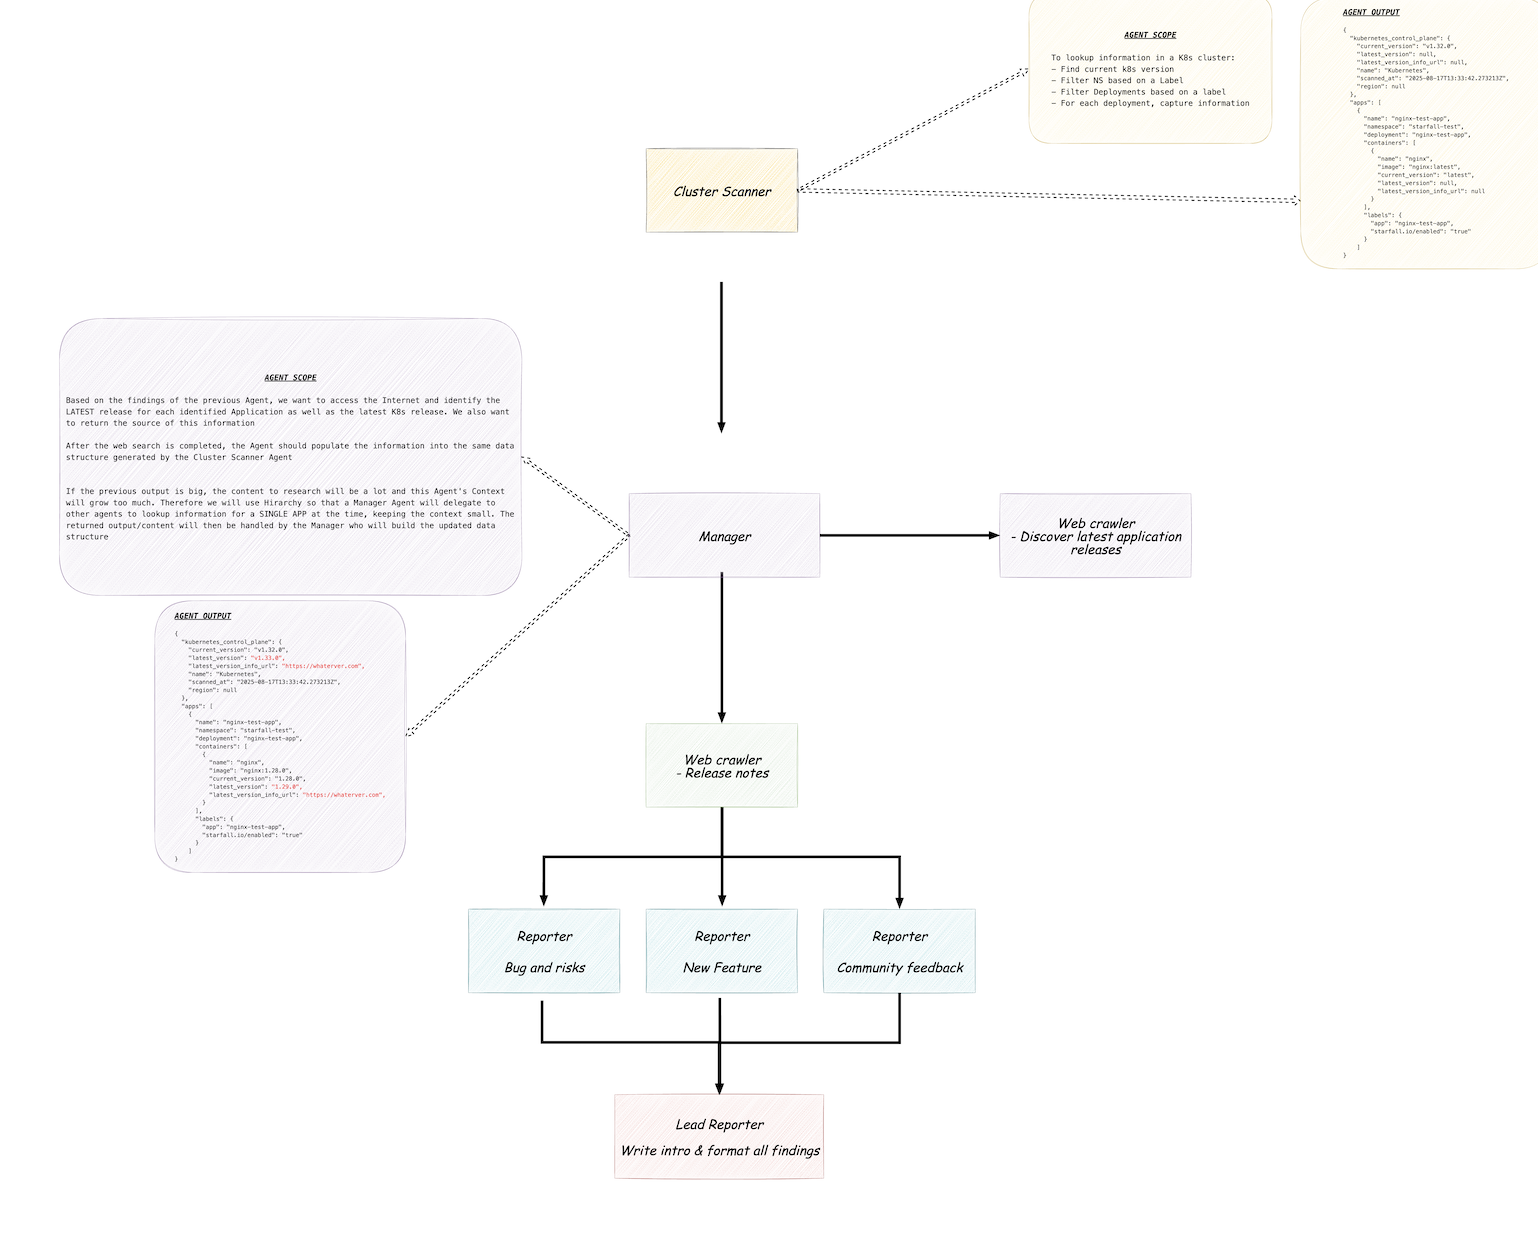 AGENT SCOPE
To lookup information in a K8s cluster:
- Find current k8s version
- Filter NS based on a Label
- Filter Deployments based on a label
- For each deployment, capture information
AGENT OUTPUT
{
"kubernetes_control_plane": {
"current_version": "v1.32.0",
"latest_version": null,
"latest_version_info_url": null,
"name": "Kubernetes",
"scanned_at": "2025-08-17T13:33:42.273213Z",
"region": null
},
"apps": [
{
"name": "nginx-test-app",
"namespace": "starfall-test",
"deployment": "nginx-test-app",
"containers": [
{
"name": "nginx",
"image": "nginx:latest",
"current_version": "latest",
"latest_version": null,
"latest_version_info_url": null
}
],
"labels": {
"app": "nginx-test-app",
"starfall.io/enabled": "true"
}
]
}
Cluster Scanner
AGENT SCOPE
Based on the findings of the previous Agent, we want to access the Internet and identify the
LATEST release for each identified Application as well as the latest K8s release. We also want
to return the source of this information
After the web search is completed, the Agent should populate the information into the same data
structure generated by the Cluster Scanner Agent
If the previous output is big, the content to research will be a lot and this Agent's Context
will grow too much. Therefore we will use Hirarchy so that a Manager Agent will delegate to
other agents to lookup information for a SINGLE APP at the time, keeping the context small. The
returned output/content will then be handled by the Manager who will build the updated data
structure
Manager
Web crawler
- Discover latest application
releases
AGENT OUTPUT
{
"kubernetes_control_plane": {
"current_version": "v1.32.0",
"latest_version": "v1.33.0",
"latest_version_info_url": "https://whaterver.com",
"name": "Kubernetes",
"scanned_at": "2025-08-17T13:33:42.273213Z",
"region": null
},
"apps": [
{
"name": "nginx-test-app",
"namespace": "starfall-test",
"deployment": "nginx-test-app",
"containers": [
{
"name": "nginx",
"image": "nginx:1.28.0",
"current_version": "1.28.0",
"latest_version": "1.29.0",
"latest_version_info_url": "https://whaterver.com",
}
],
"labels": {
"app": "nginx-test-app",
"starfall.io/enabled": "true"
}
]
}
Web crawler
- Release notes
Reporter
Bug and risks
Reporter
New Feature
Reporter
Community feedback
Lead Reporter
Write intro & format all findings